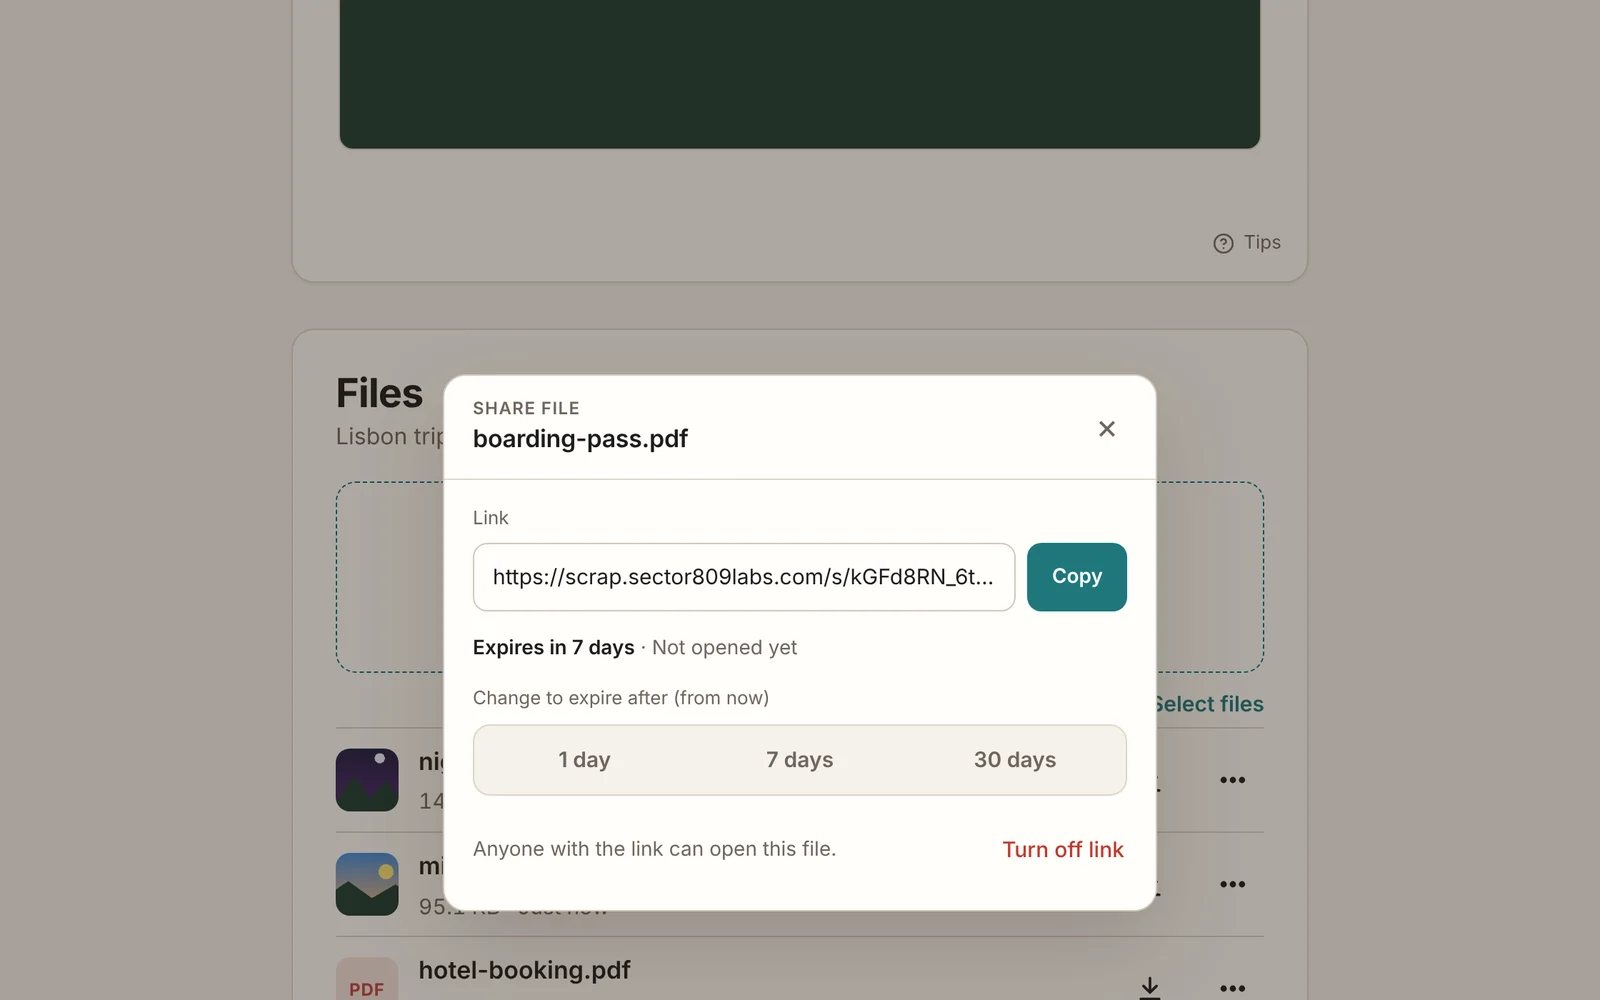 Tips
Files
Lisbon trip
SHARE FILE
boarding-pass.pdf
Link
https://scrap.sector809labs.com/s/kGFd8RN_6t...
Copy
Expires in 7 days · Not opened yet
Change to expire after (from now)
1 day
7 days
30 days
Anyone with the link can open this file.
Turn off link
Select files
hotel-booking.pdf
PDF